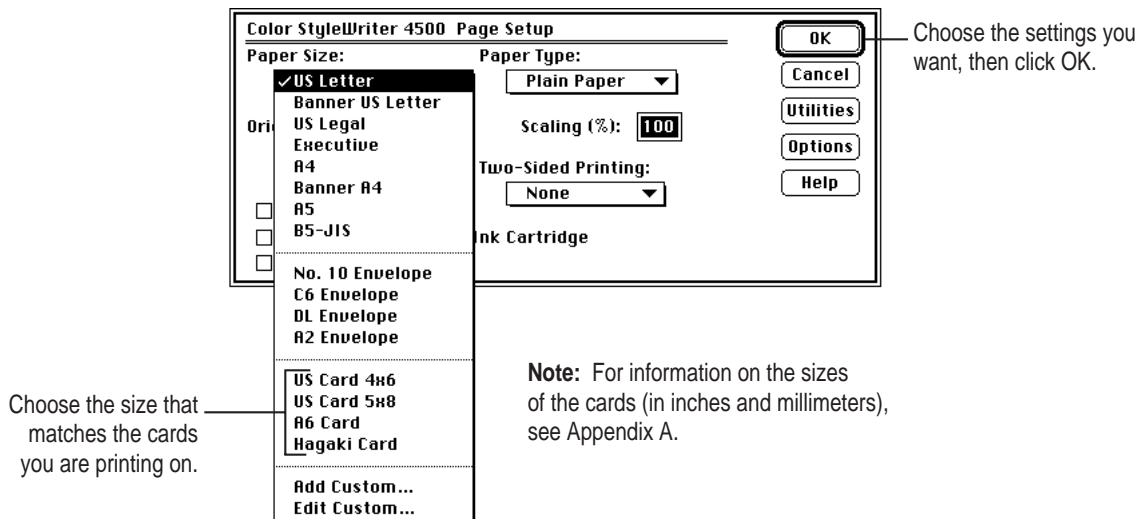 Color StyleWriter 4500 Page Setup
Paper Size:
Paper Type:
✓US Letter
Banner US Letter
US Legal
Executive
A4
Banner A4
A5
B5-JIS
No. 10 Envelope
C6 Envelope
DL Envelope
A2 Envelope
US Card 4x6
US Card 5x8
A6 Card
Hagaki Card
Add Custom...
Edit Custom...
Plain Paper
Scaling (%): 100
Two-Sided Printing:
None
Ink Cartridge
OK
Cancel
Utilities
Options
Help
Choose the settings you
want, then click OK.
Choose the size that
matches the cards
you are printing on.
Note: For information on the sizes
of the cards (in inches and millimeters),
see Appendix A.